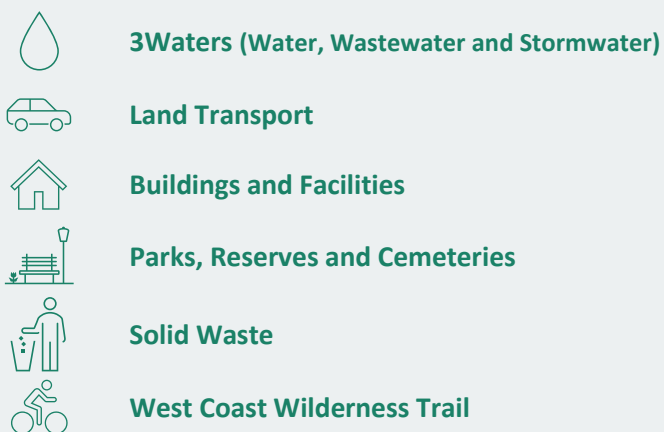 3Waters (Water, Wastewater and Stormwater)
Land Transport
Buildings and Facilities
Parks, Reserves and Cemeteries
Solid Waste
West Coast Wilderness Trail